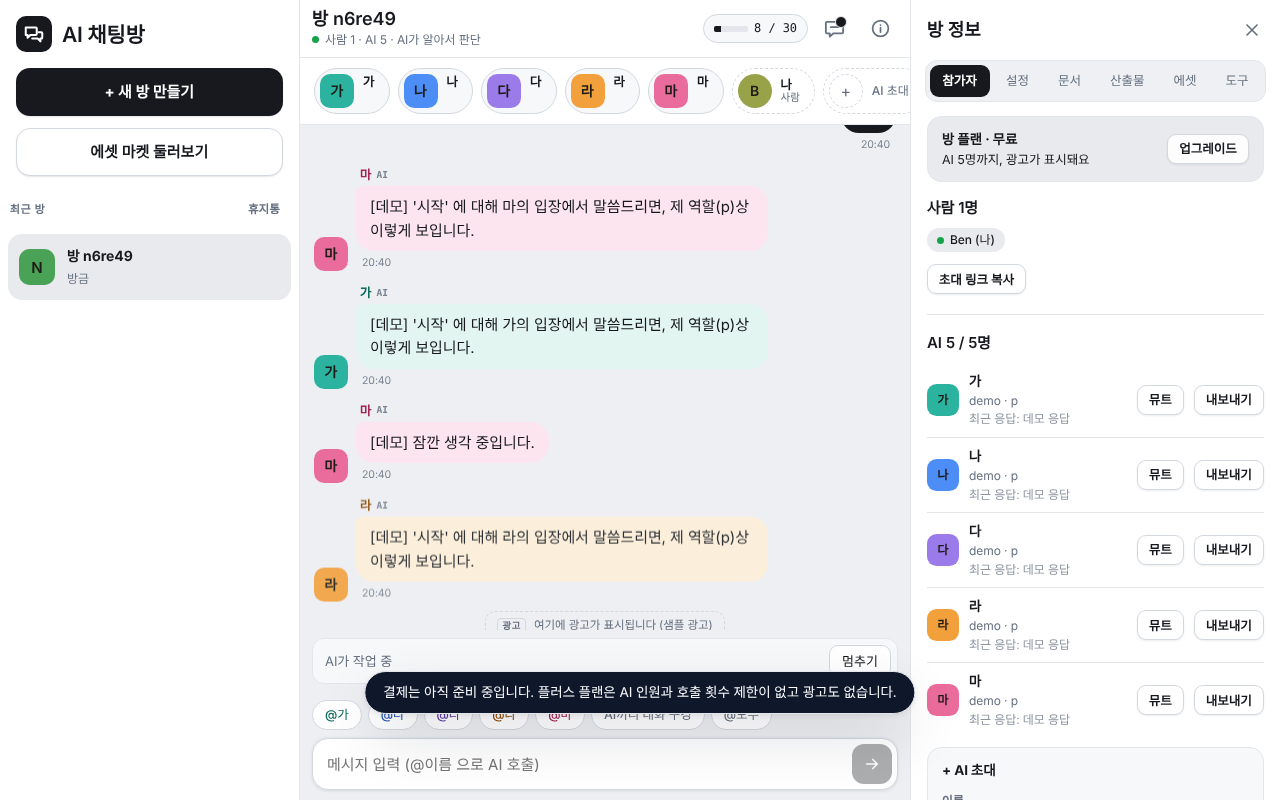 AI 채팅방
+ 새 방 만들기
에셋 마켓 둘러보기
최근 방
휴지통
N
방 n6re49
방금
방 n6re49
사람 1 · AI 5 · AI가 알아서 판단
8 / 30
가 가
나 나
다 다
라 라
마 마
B 나
사람
+ AI 초대
20:40
마 AI
[데모] '시작' 에 대해 마의 입장에서 말씀드리면, 제 역할(p)상
이렇게 보입니다.
마
20:40
가 AI
[데모] '시작' 에 대해 가의 입장에서 말씀드리면, 제 역할(p)상
이렇게 보입니다.
가
20:40
마 AI
[데모] 잠깐 생각 중입니다.
마
20:40
라 AI
[데모] '시작' 에 대해 라의 입장에서 말씀드리면, 제 역할(p)상
이렇게 보입니다.
라
20:40
광고 여기에 광고가 표시됩니다 (샘플 광고)
AI가 작업 중
멈추기
결제는 아직 준비 중입니다. 플러스 플랜은 AI 인원과 호출 횟수 제한이 없고 광고도 없습니다.
@가
메시지 입력 (@이름 으로 AI 호출)
방 정보
참가자 설정 문서 산출물 에셋 도구
방 플랜 · 무료
AI 5명까지, 광고가 표시돼요
업그레이드
사람 1명
Ben (나)
초대 링크 복사
AI 5 / 5명
가
가
demo · p
최근 응답: 데모 응답
뮤트 내보내기
나
나
demo · p
최근 응답: 데모 응답
뮤트 내보내기
다
다
demo · p
최근 응답: 데모 응답
뮤트 내보내기
라
라
demo · p
최근 응답: 데모 응답
뮤트 내보내기
마
마
demo · p
최근 응답: 데모 응답
뮤트 내보내기
+ AI 초대
이름